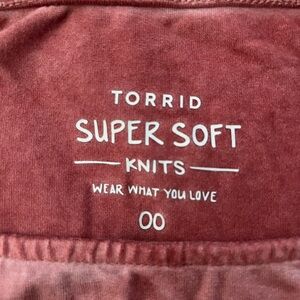 TORRID
SUPER SOFT
KNITS
WEAR WHAT YOU LOVE
00